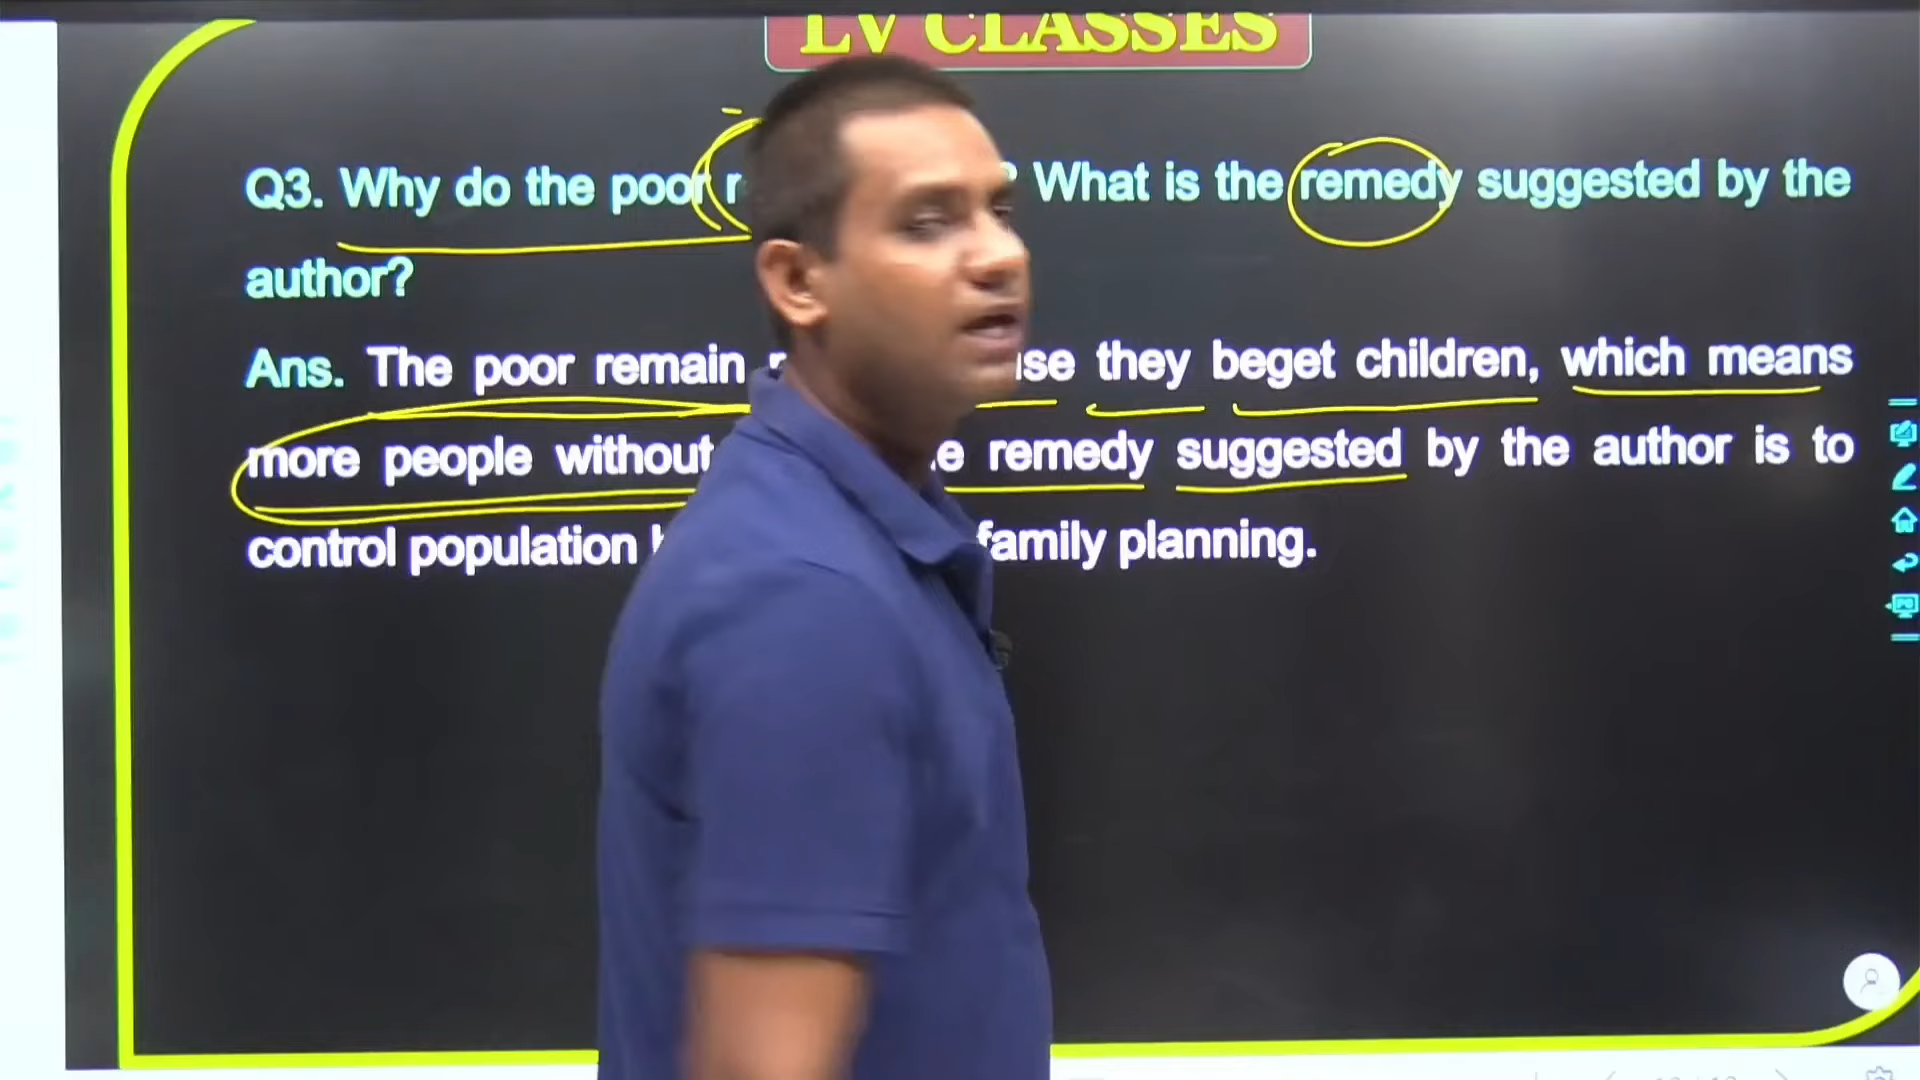 LV CLASSES
Q3. Why do the poor ? What is the remedy suggested by the
author?
Ans. The poor remain they beget children, which means
more people without remedy suggested by the author is to
control population family planning.